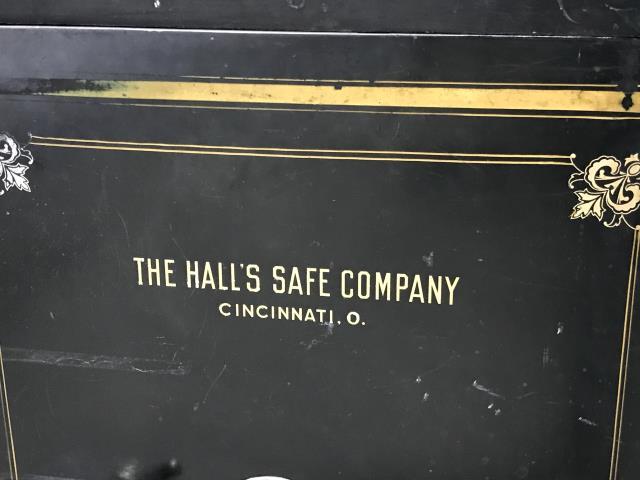 THE HALL'S SAFE COMPANY
CINCINNATI, O.